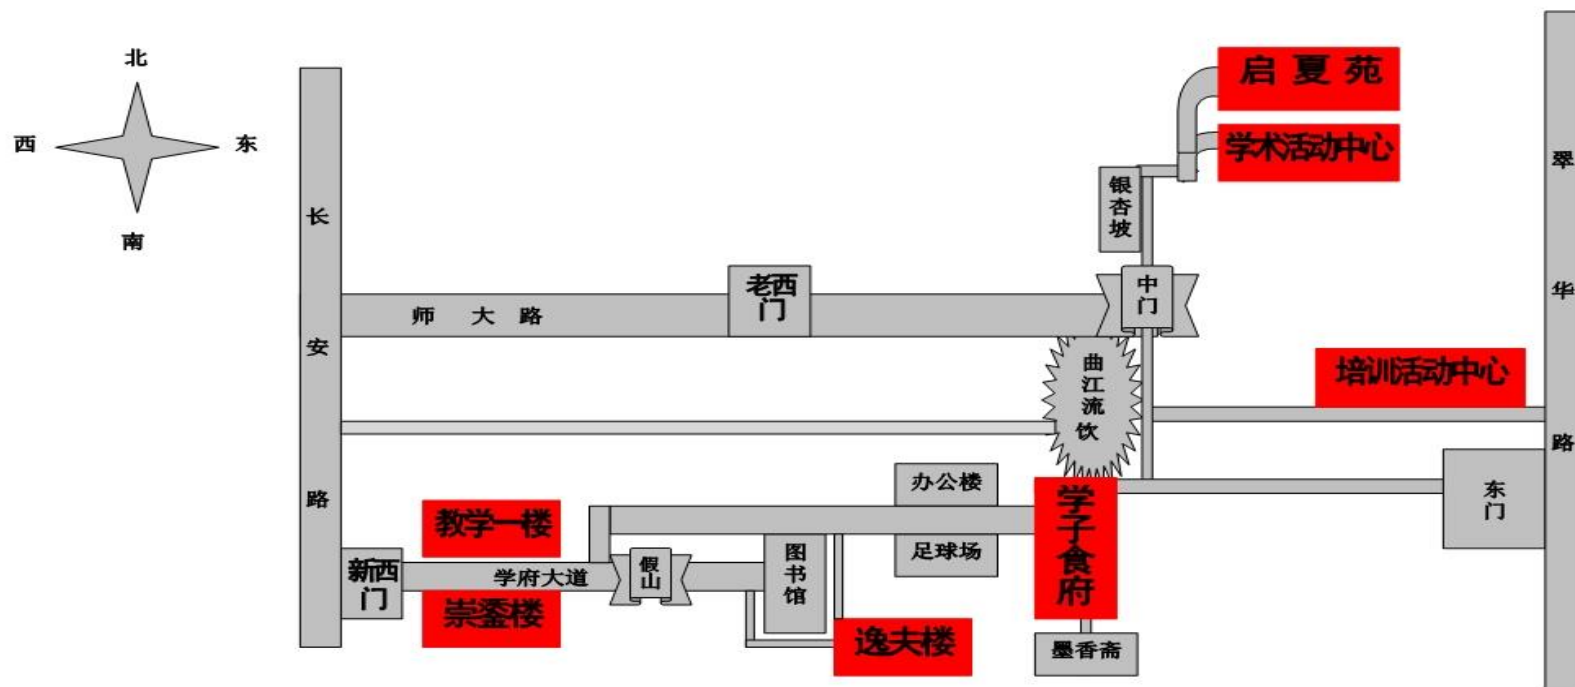 北
西
东
南
长安路
师大路
老西门
中门
银杏坡
启夏苑
学术活动中心
翠华路
曲江流饮
培训活动中心
东门
办公楼
足球场
学子食府
墨香斋
教学一楼
新西门
学府大道
崇鋈楼
假山
图书馆
逸夫楼